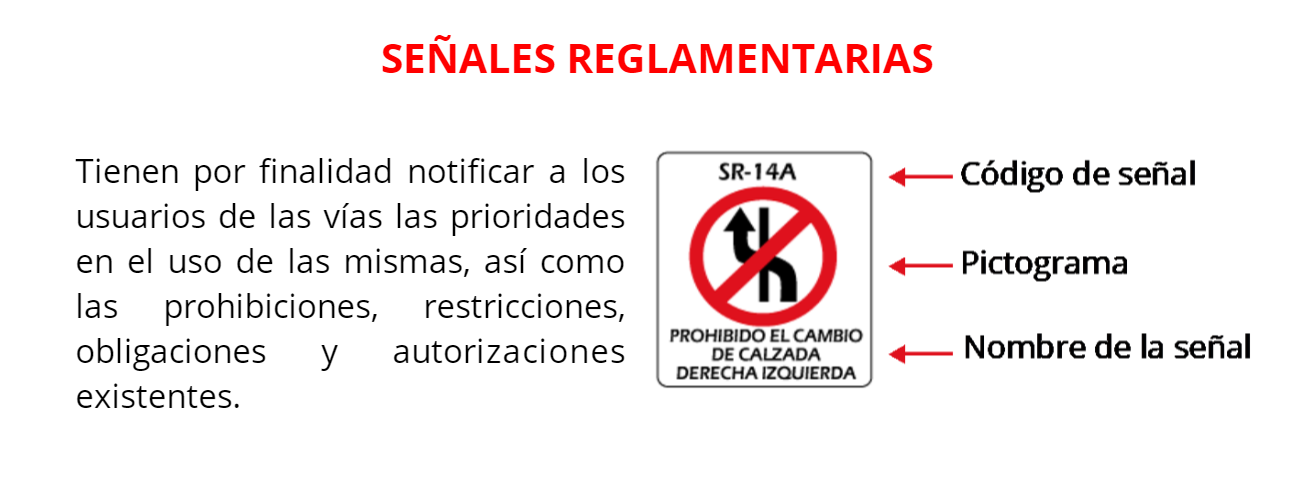 SEÑALES REGLAMENTARIAS
Tienen por finalidad notificar a los
usuarios de las vías las prioridades
en el uso de las mismas, así como
las prohibiciones, restricciones,
obligaciones y autorizaciones
existentes.
SR-14A
PROHIBIDO EL CAMBIO
DE CALZADA
DERECHA IZQUIERDA
Código de señal
Pictograma
Nombre de la señal